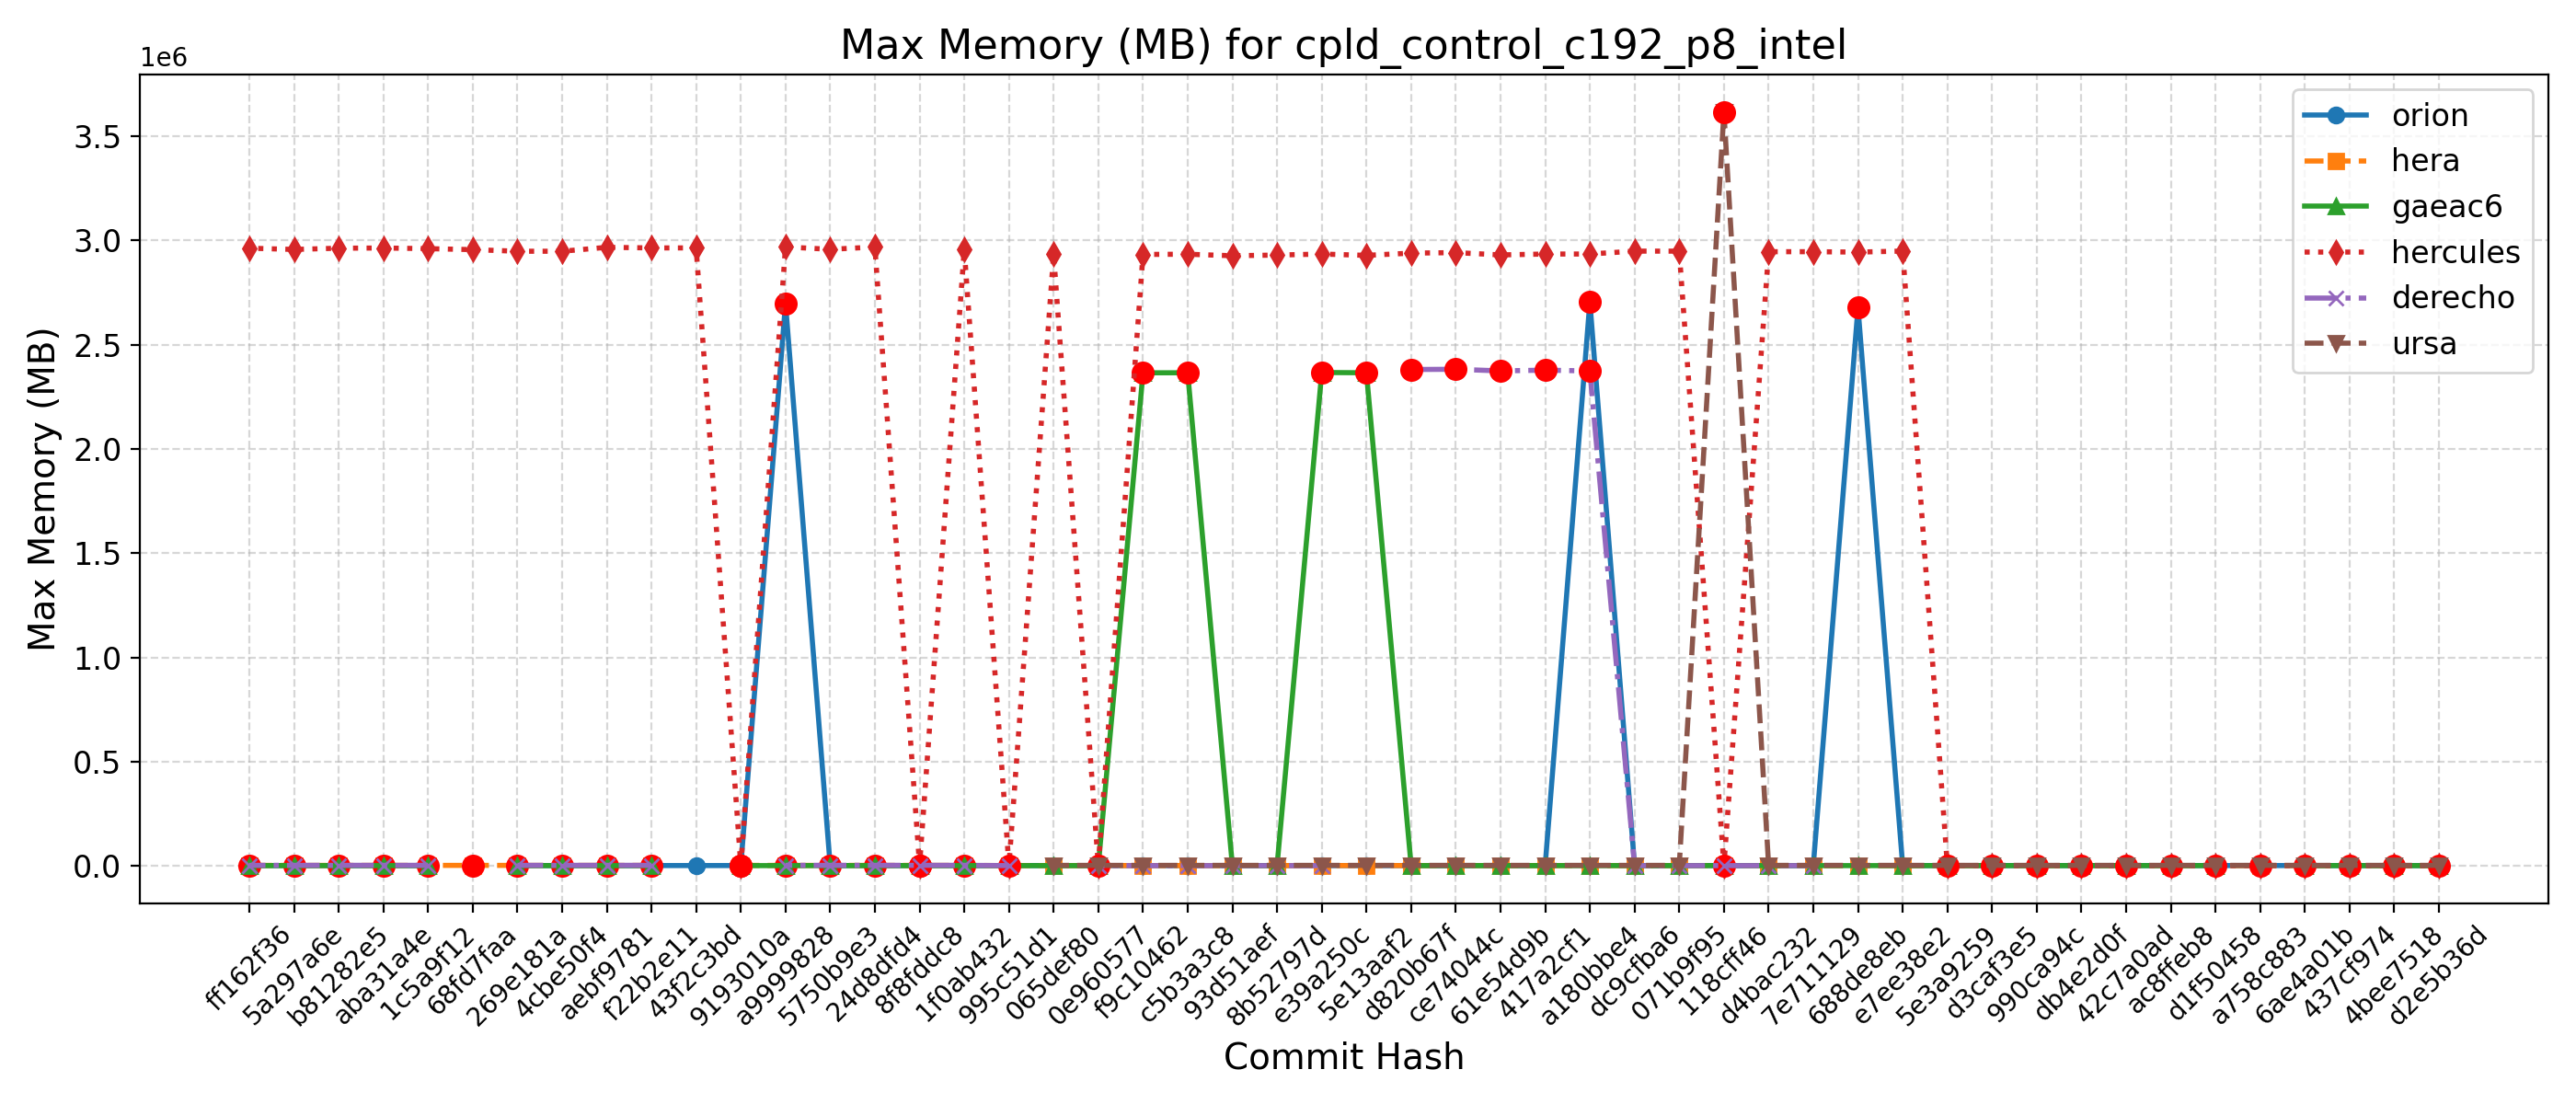 Max Memory (MB) for cpld_control_c192_p8_intel
1e6
3.5
3.0
2.5
2.0
1.5
1.0
0.5
0.0
Max Memory (MB)
orion
hera
gaeac6
hercules
derecho
ursa
ff162f36
5a297a6e
b81282e5
aba31a4e
1c5a9f12
68fd7faa
269e181a
4cbe50f4
aebf9781
f22b2e11
43f2c3bd
9193010a
a9999828
5750b9e3
24d8dfd4
8f8fddc8
1f0ab432
995c51d1
065def80
0e960577
f9c10462
c5b3a3c8
93d51aef
8b52797d
e39a250c
5e13aaf2
d820b67f
ce74044c
61e54d9b
417a2cf1
a180bbe4
dc9cfba6
071b9f95
118cff46
d4bac232
7e711129
688de8eb
e7ee38e2
5e3a9259
d3caf3e5
990ca94c
db4e2d0f
42c7a0ad
ac8ffeb8
d1f50458
a758c883
6ae4a01b
437cf974
4bee7518
d2e5b36d
Commit Hash